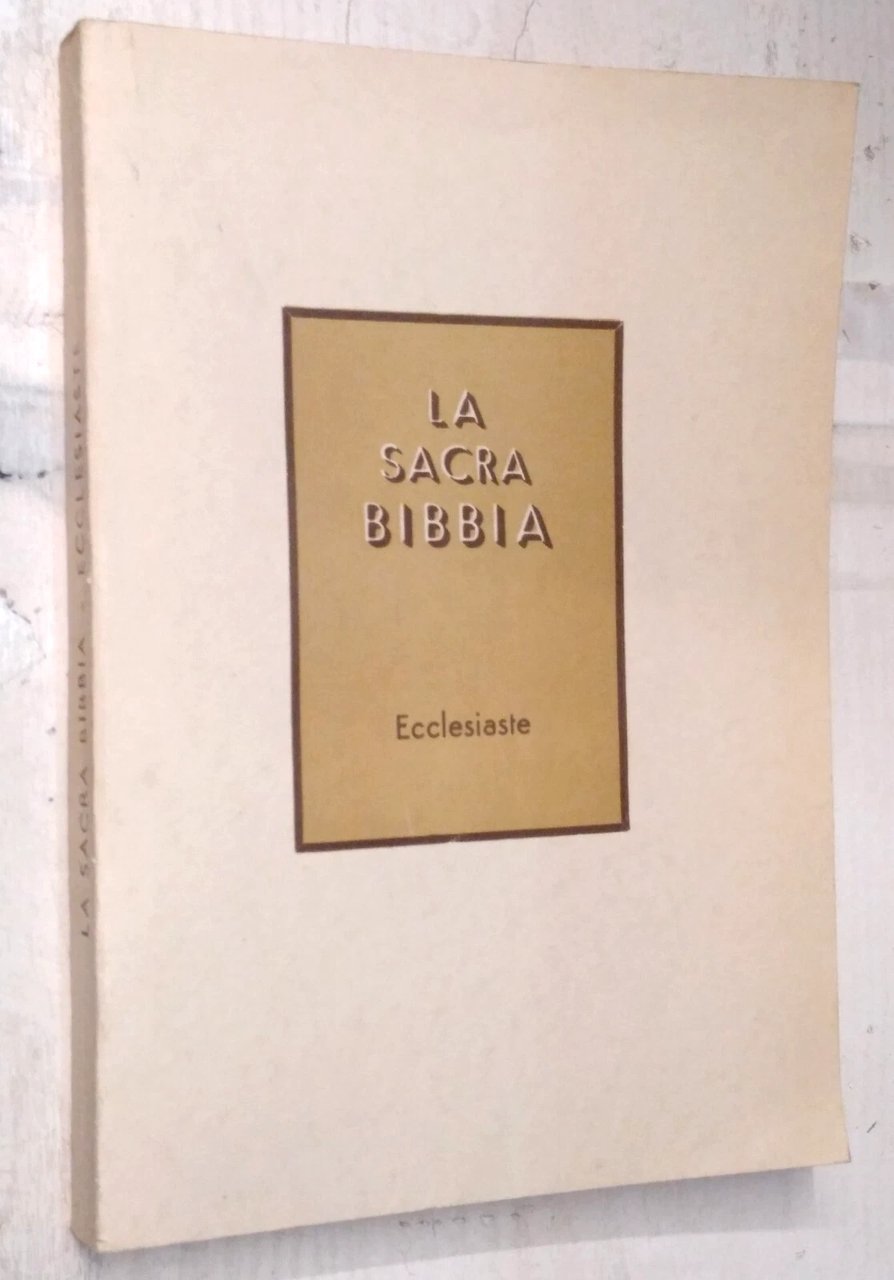 LA
SACRA
BIBBIA
Ecclesiaste
LA SACRA BIBBIA - ECCLESIASTE